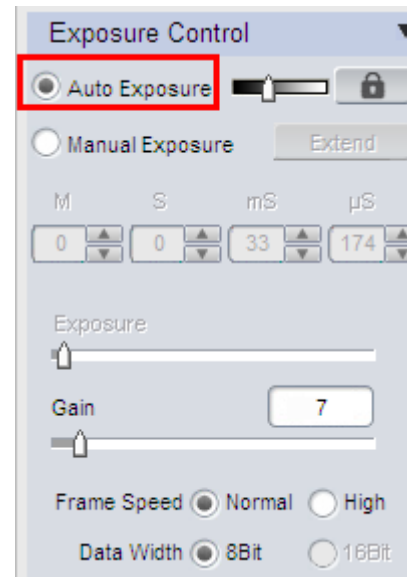 Exposure Control
Auto Exposure
Manual Exposure Extend
M S mS µS
0 0 33 174
Exposure
Gain 7
Frame Speed Normal High
Data Width 8Bit 16Bit